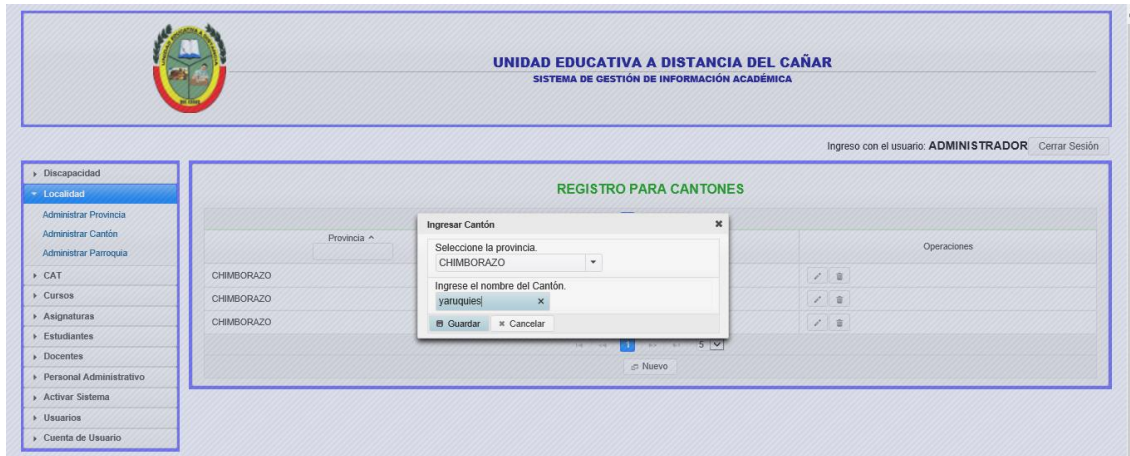 UNIDAD EDUCATIVA A DISTANCIA DEL CAÑAR
SISTEMA DE GESTIÓN DE INFORMACIÓN ACADÉMICA
Ingreso con el usuario: ADMINISTRADOR Cerrar Sesión
Discapacidad
Localidad
Administrar Provincia
Administrar Cantón
Administrar Parroquia
CAT
Cursos
Asignaturas
Estudiantes
Docentes
Personal Administrativo
Activar Sistema
Usuarios
Cuenta de Usuario
REGISTRO PARA CANTONES
Provincia
Operaciones
CHIMBORAZO
CHIMBORAZO
CHIMBORAZO
Ingresar Cantón
Seleccione la provincia.
CHIMBORAZO
Ingrese el nombre del Cantón.
yaruquies
Guardar Cancelar
1 5
Nuevo